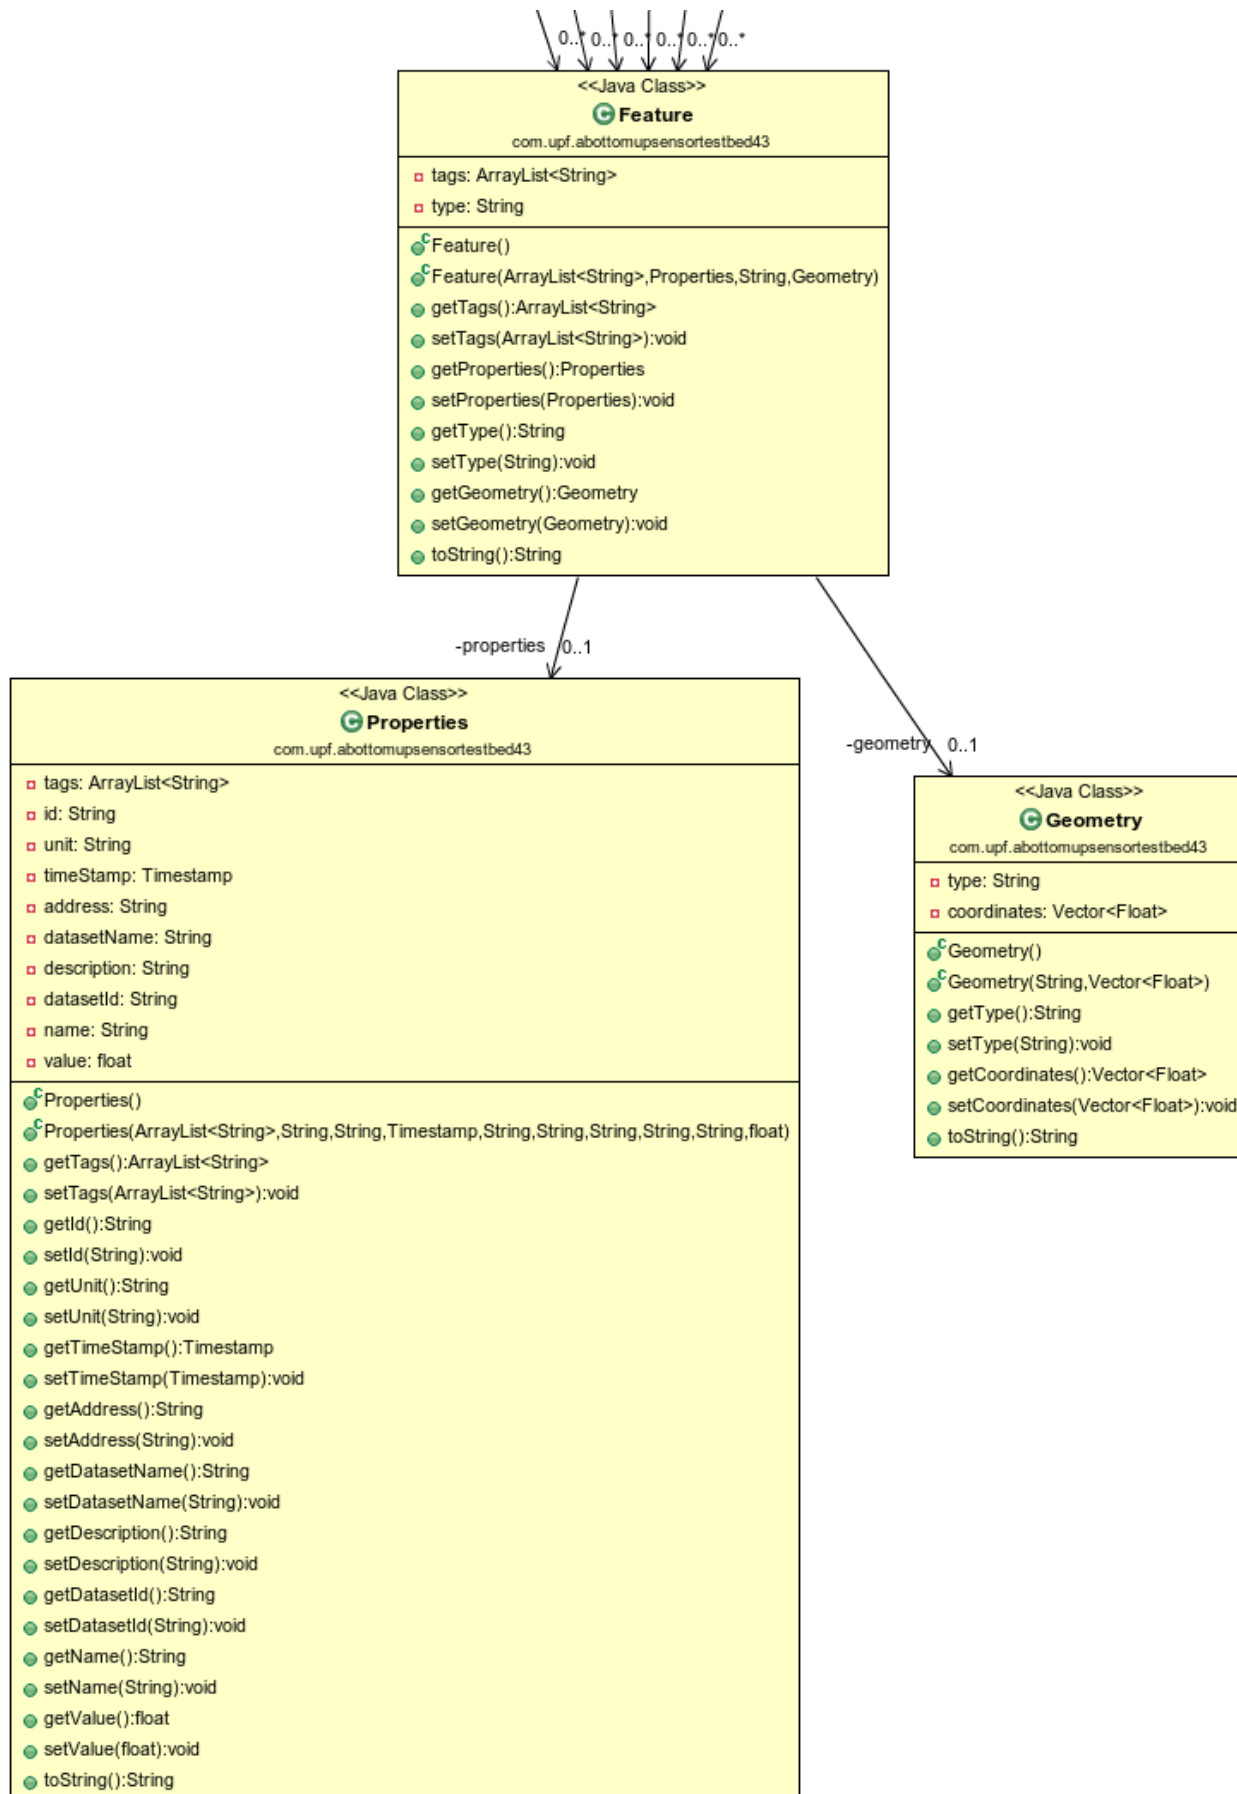 0..* 0..* 0..* 0..* 0..* 0..*
<<Java Class>>
Feature
com.upf.abottomupsensortestbed43
tags: ArrayList<String>
type: String
Feature()
Feature(ArrayList<String>,Properties,String,Geometry)
getTags():ArrayList<String>
setTags(ArrayList<String>):void
getProperties():Properties
setProperties(Properties):void
getType():String
setType(String):void
getGeometry():Geometry
setGeometry(Geometry):void
toString():String
-properties 0..1
<<Java Class>>
Properties
com.upf.abottomupsensortestbed43
tags: ArrayList<String>
id: String
unit: String
timeStamp: Timestamp
address: String
datasetName: String
description: String
datasetId: String
name: String
value: float
Properties()
Properties(ArrayList<String>,String,String,Timestamp,String,String,String,String,String,float)
getTags():ArrayList<String>
setTags(ArrayList<String>):void
getId():String
setId(String):void
getUnit():String
setUnit(String):void
getTimeStamp():Timestamp
setTimeStamp(Timestamp):void
getAddress():String
setAddress(String):void
getDatasetName():String
setDatasetName(String):void
getDescription():String
setDescription(String):void
getDatasetId():String
setDatasetId(String):void
getName():String
setName(String):void
getValue():float
setValue(float):void
toString():String
-geometry 0..1
<<Java Class>>
Geometry
com.upf.abottomupsensortestbed43
type: String
coordinates: Vector<Float>
Geometry()
Geometry(String,Vector<Float>)
getType():String
setType(String):void
getCoordinates():Vector<Float>
setCoordinates(Vector<Float>):void
toString():String